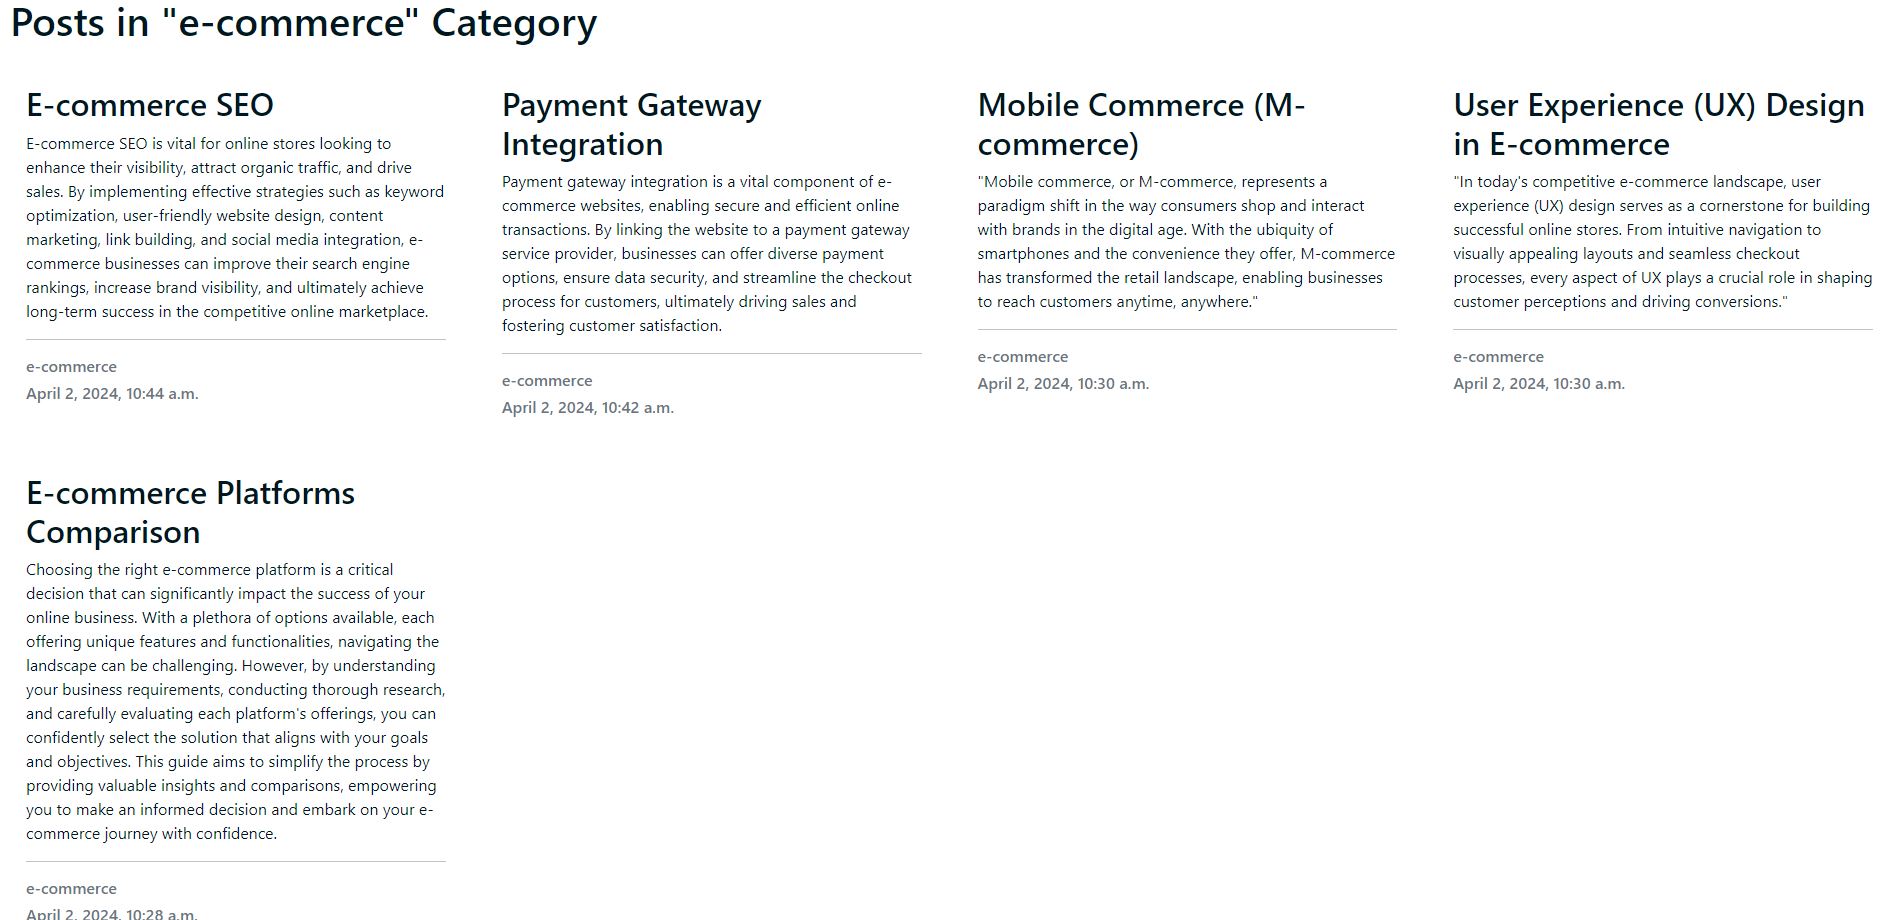 Posts in "e-commerce" Category
E-commerce SEO
E-commerce SEO is vital for online stores looking to
enhance their visibility, attract organic traffic, and drive
sales. By implementing effective strategies such as keyword
optimization, user-friendly website design, content
marketing, link building, and social media integration, e-
commerce businesses can improve their search engine
rankings, increase brand visibility, and ultimately achieve
long-term success in the competitive online marketplace.
e-commerce
April 2, 2024, 10:44 a.m.
Payment Gateway
Integration
Payment gateway integration is a vital component of e-
commerce websites, enabling secure and efficient online
transactions. By linking the website to a payment gateway
service provider, businesses can offer diverse payment
options, ensure data security, and streamline the checkout
process for customers, ultimately driving sales and
fostering customer satisfaction.
e-commerce
April 2, 2024, 10:42 a.m.
Mobile Commerce (M-
commerce)
"Mobile commerce, or M-commerce, represents a
paradigm shift in the way consumers shop and interact
with brands in the digital age. With the ubiquity of
smartphones and the convenience they offer, M-commerce
has transformed the retail landscape, enabling businesses
to reach customers anytime, anywhere."
e-commerce
April 2, 2024, 10:30 a.m.
User Experience (UX) Design
in E-commerce
"In today's competitive e-commerce landscape, user
experience (UX) design serves as a cornerstone for building
successful online stores. From intuitive navigation to
visually appealing layouts and seamless checkout
processes, every aspect of UX plays a crucial role in shaping
customer perceptions and driving conversions."
e-commerce
April 2, 2024, 10:30 a.m.
E-commerce Platforms
Comparison
Choosing the right e-commerce platform is a critical
decision that can significantly impact the success of your
online business. With a plethora of options available, each
offering unique features and functionalities, navigating the
landscape can be challenging. However, by understanding
your business requirements, conducting thorough research,
and carefully evaluating each platform's offerings, you can
confidently select the solution that aligns with your goals
and objectives. This guide aims to simplify the process by
providing valuable insights and comparisons, empowering
you to make an informed decision and embark on your e-
commerce journey with confidence.
e-commerce
April 2, 2024, 10:28 a.m.